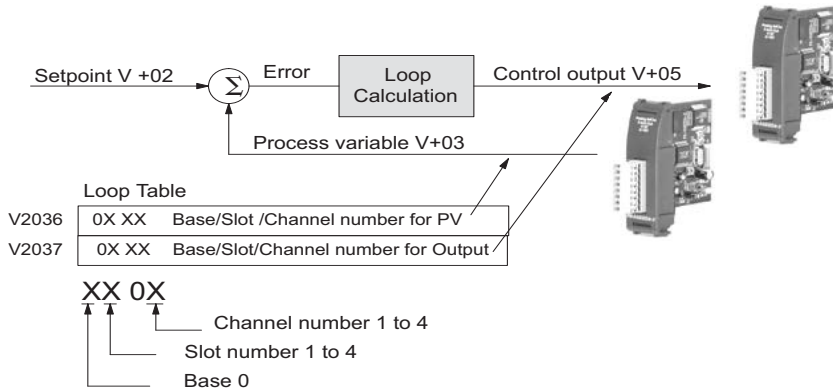 Setpoint V +02
Σ
Error
Loop
Calculation
Control output V+05
Process variable V+03
Loop Table
V2036 0X XX Base/Slot /Channel number for PV
V2037 0X XX Base/Slot/Channel number for Output
XX 0X
Channel number 1 to 4
Slot number 1 to 4
Base 0